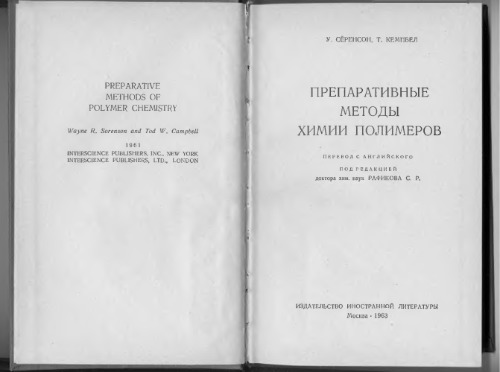 PREPARATIVE
METHODS OF
POLYMER CHEMISTRY
Wayne R. Sorenson and Tod W. Campbell
1961
INTERSCIENCE PUBLISHERS, INC., NEW YORK
INTERSCIENCE PUBLISHERS, LTD., LONDON
У. СЁРЕНСОН, Т. КЕМПБЕЛ
ПРЕПАРАТИВНЫЕ
МЕТОДЫ
ХИМИИ ПОЛИМЕРОВ
ПЕРЕВОД С АНГЛИЙСКОГО
ПОД РЕДАКЦИЕЙ
доктора хим. наук РАФИКОВА С. Р.
ИЗДАТЕЛЬСТВО ИНОСТРАННОЙ ЛИТЕРАТУРЫ
Москва - 1963